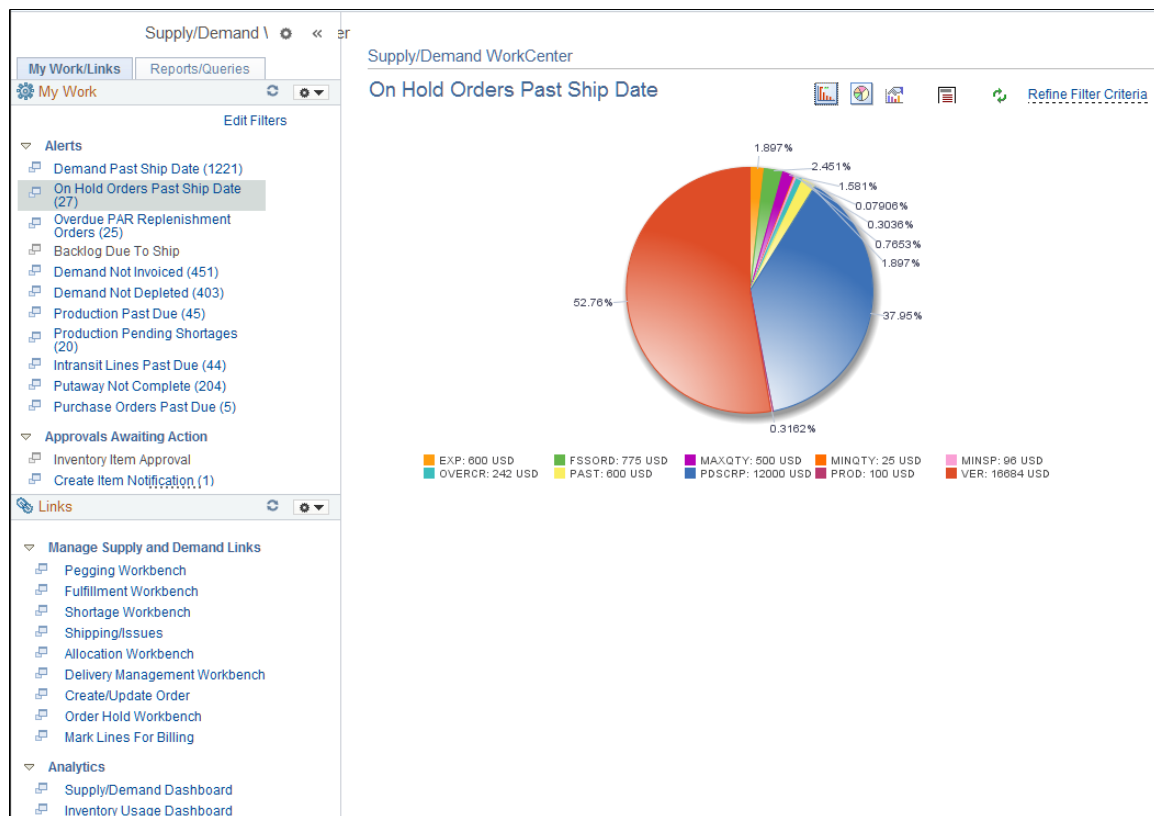 Supply/Demand \ « er
My Work/Links Reports/Queries
My Work
Edit Filters
Alerts
Demand Past Ship Date (1221)
On Hold Orders Past Ship Date
(27)
Overdue PAR Replenishment
Orders (25)
Backlog Due To Ship
Demand Not Invoiced (451)
Demand Not Depleted (403)
Production Past Due (45)
Production Pending Shortages
(20)
Intransit Lines Past Due (44)
Putaway Not Complete (204)
Purchase Orders Past Due (5)
Approvals Awaiting Action
Inventory Item Approval
Create Item Notification (1)
Links
Manage Supply and Demand Links
Pegging Workbench
Fulfillment Workbench
Shortage Workbench
Shipping/Issues
Allocation Workbench
Delivery Management Workbench
Create/Update Order
Order Hold Workbench
Mark Lines For Billing
Analytics
Supply/Demand Dashboard
Inventory Usage Dashboard
Supply/Demand WorkCenter
On Hold Orders Past Ship Date
Refine Filter Criteria
1.897%
2.451%
1.581%
0.07906%
0.3036%
0.7653%
1.897%
52.76%
37.95%
0.3162%
EXP: 600 USD FSSORD: 775 USD MAXQTY: 500 USD MINQTY: 25 USD MINSP: 96 USD
OVERCR: 242 USD PAST: 600 USD PDSCRP: 12000 USD PROD: 100 USD VER: 16684 USD